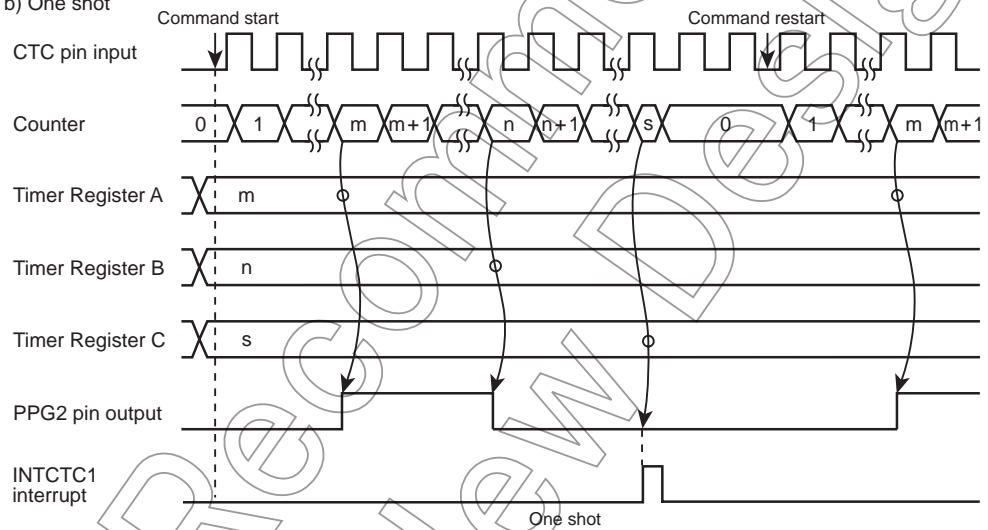 b) One shot
Command start
Command restart
CTC pin input
Counter
0 1 m m+1 n n+1 s 0 1 m m+1
Timer Register A
m
Timer Register B
n
Timer Register C
s
PPG2 pin output
INTCTC1
interrupt
One shot